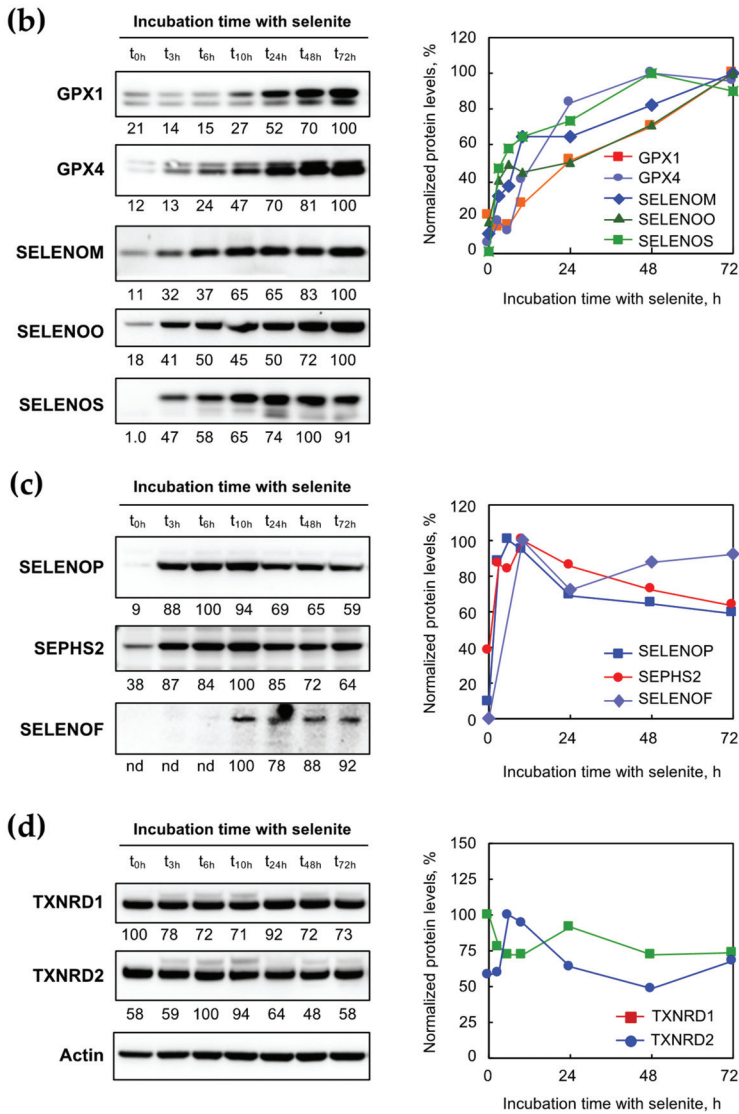 (b)
Incubation time with selenite
t0h t3h t6h t10h t24h t48h t72h
GPX1
21 14 15 27 52 70 100
GPX4
12 13 24 47 70 81 100
SELENOM
11 32 37 65 65 83 100
SELENOO
18 41 50 45 50 72 100
SELENOS
1.0 47 58 65 74 100 91
Normalized protein levels, %
120
100
80
60
40
20
0
0 24 48 72
Incubation time with selenite, h
GPX1
GPX4
SELENOM
SELENOO
SELENOS
(c)
Incubation time with selenite
t0h t3h t6h t10h t24h t48h t72h
SELENOP
9 88 100 94 69 65 59
SEPHS2
38 87 84 100 85 72 64
SELENOF
nd nd nd 100 78 88 92
Normalized protein levels, %
120
100
80
60
40
20
0
0 24 48 72
Incubation time with selenite, h
SELENOP
SEPHS2
SELENOF
(d)
Incubation time with selenite
t0h t3h t6h t10h t24h t48h t72h
TXNRD1
100 78 72 71 92 72 73
TXNRD2
58 59 100 94 64 48 58
Actin
Normalized protein levels, %
150
125
100
75
50
25
0
0 24 48 72
Incubation time with selenite, h
TXNRD1
TXNRD2